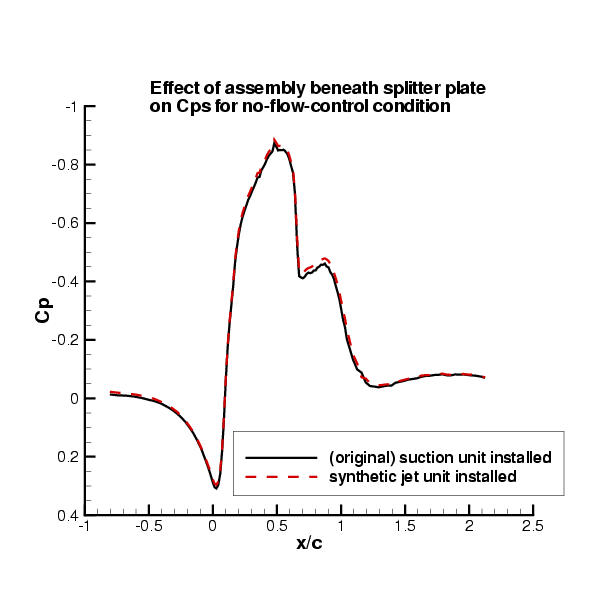 Effect of assembly beneath splitter plate
on Cps for no-flow-control condition
-1
-0.8
-0.6
-0.4
-0.2
0
0.2
0.4
Cp
(original) suction unit installed
synthetic jet unit installed
-1
-0.5
0
0.5
1
1.5
2
2.5
x/c